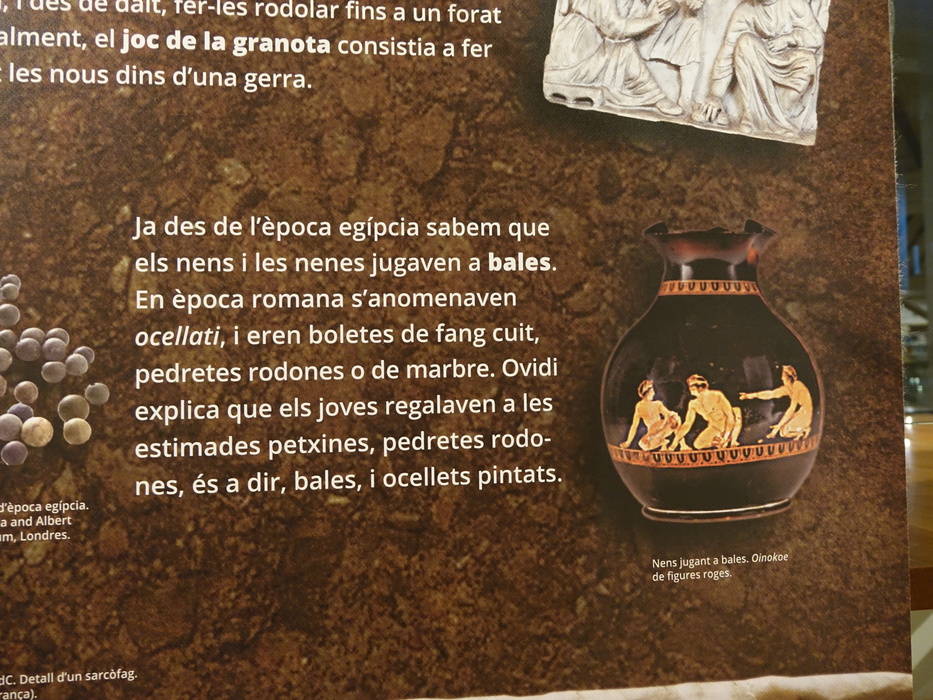 i des de dalt, fer-les rodolar fins a un forat
el joc de la granota consistia a fer
les nous dins d'una gerra.
Ja des de l'època egípcia sabem que
els nens i les nenes jugaven a bales.
En època romana s'anomenaven
ocellati, i eren boletes de fang cuit,
pedretes rodones o de marbre. Ovidi
explica que els joves regalaven a les
estimades petxines, pedretes rodo-
nes, és a dir, bales, i ocellets pintats.
d'època egípcia.
and Albert
Londres.
Nens jugant a bales. Oinokoe
de figures roges.
dC. Detall d'un sarcòfag.